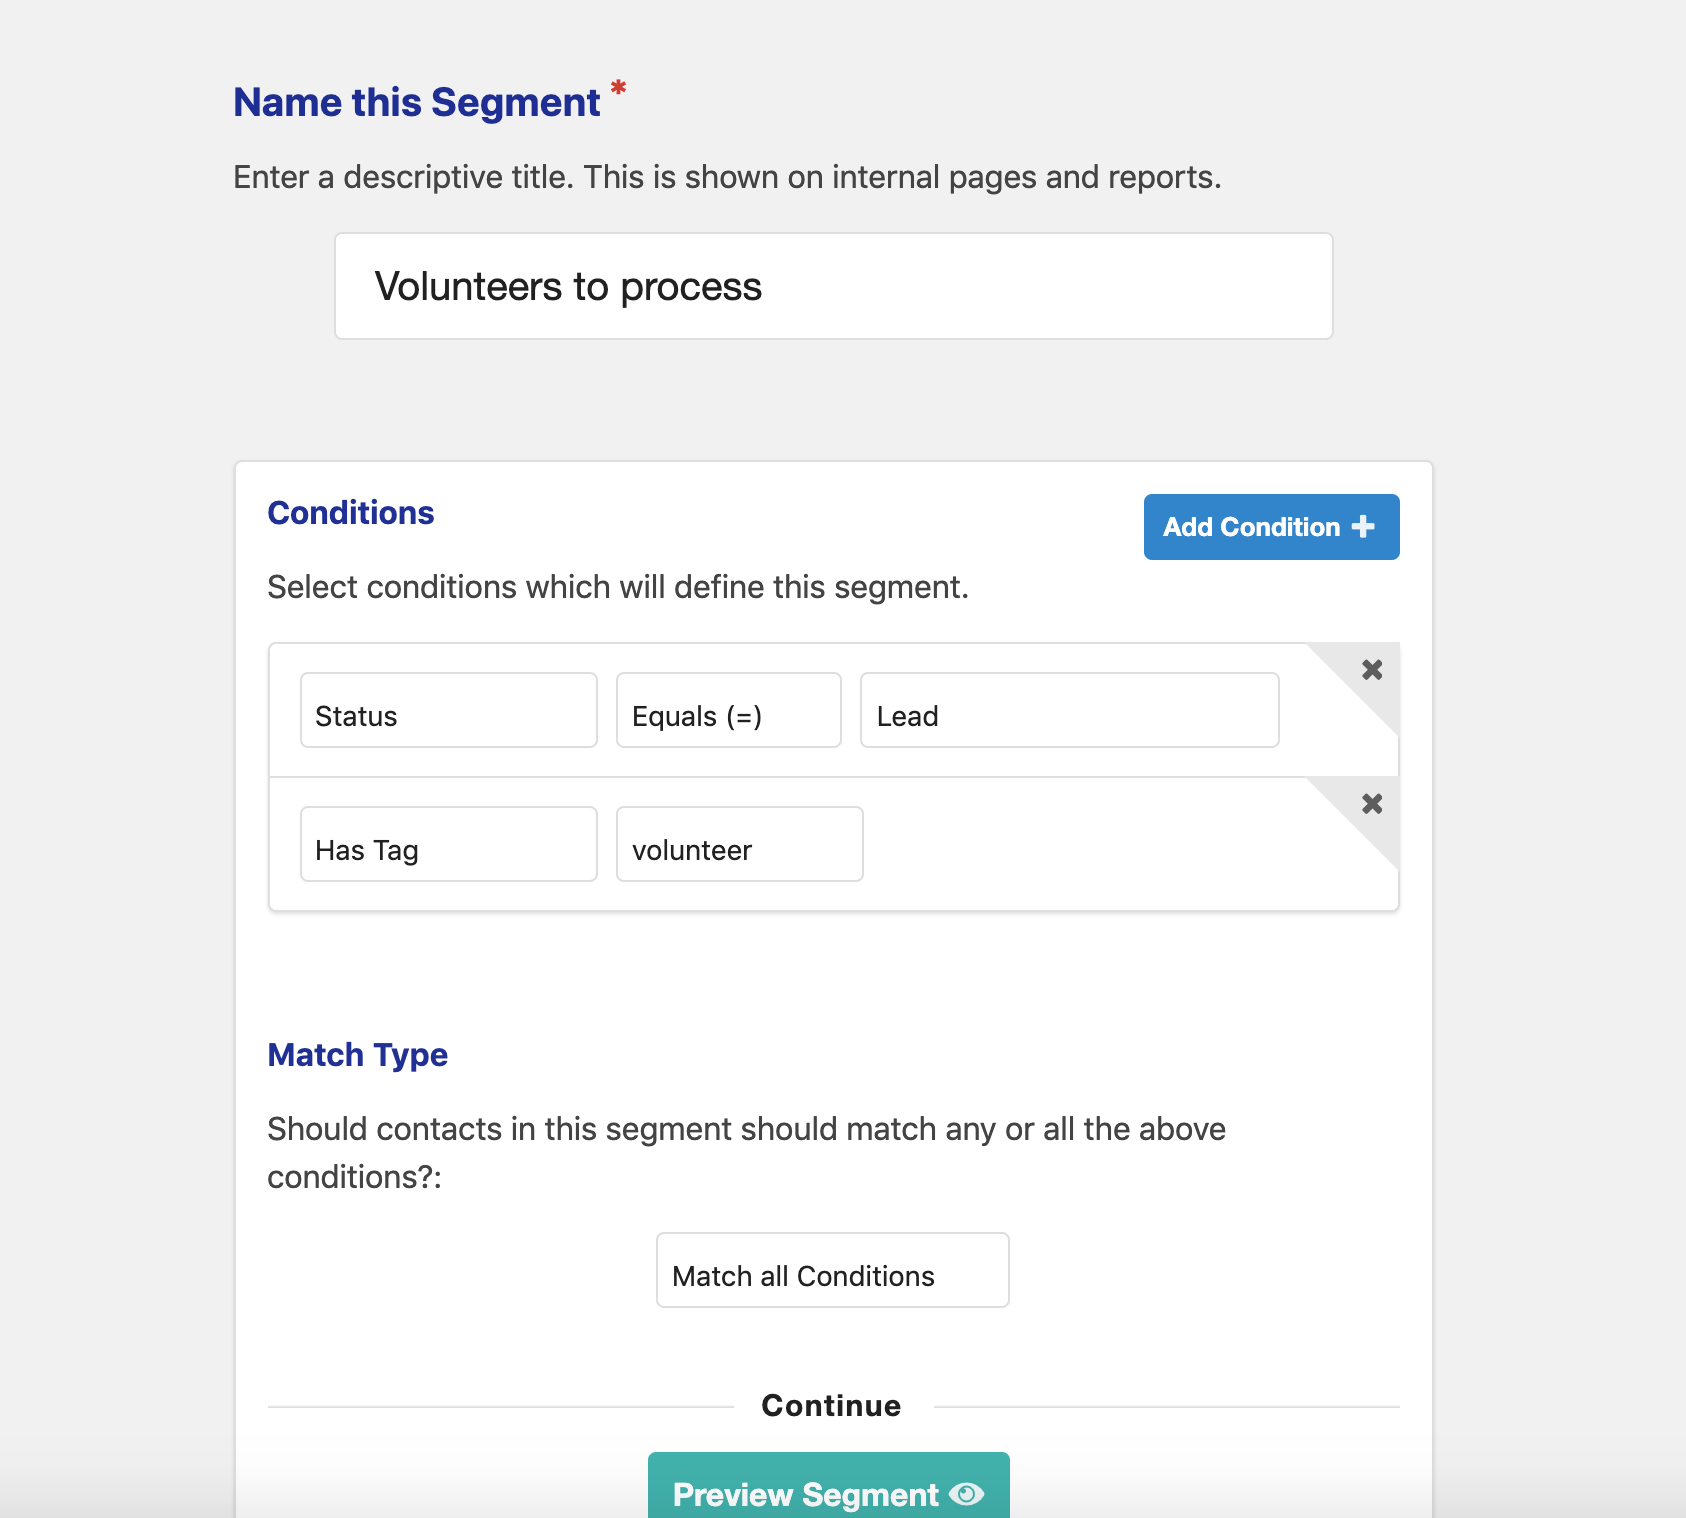 Name this Segment *
Enter a descriptive title. This is shown on internal pages and reports.
Volunteers to process
Conditions
Add Condition +
Select conditions which will define this segment.
Status Equals (=) Lead
Has Tag volunteer
Match Type
Should contacts in this segment should match any or all the above
conditions?:
Match all Conditions
Continue
Preview Segment